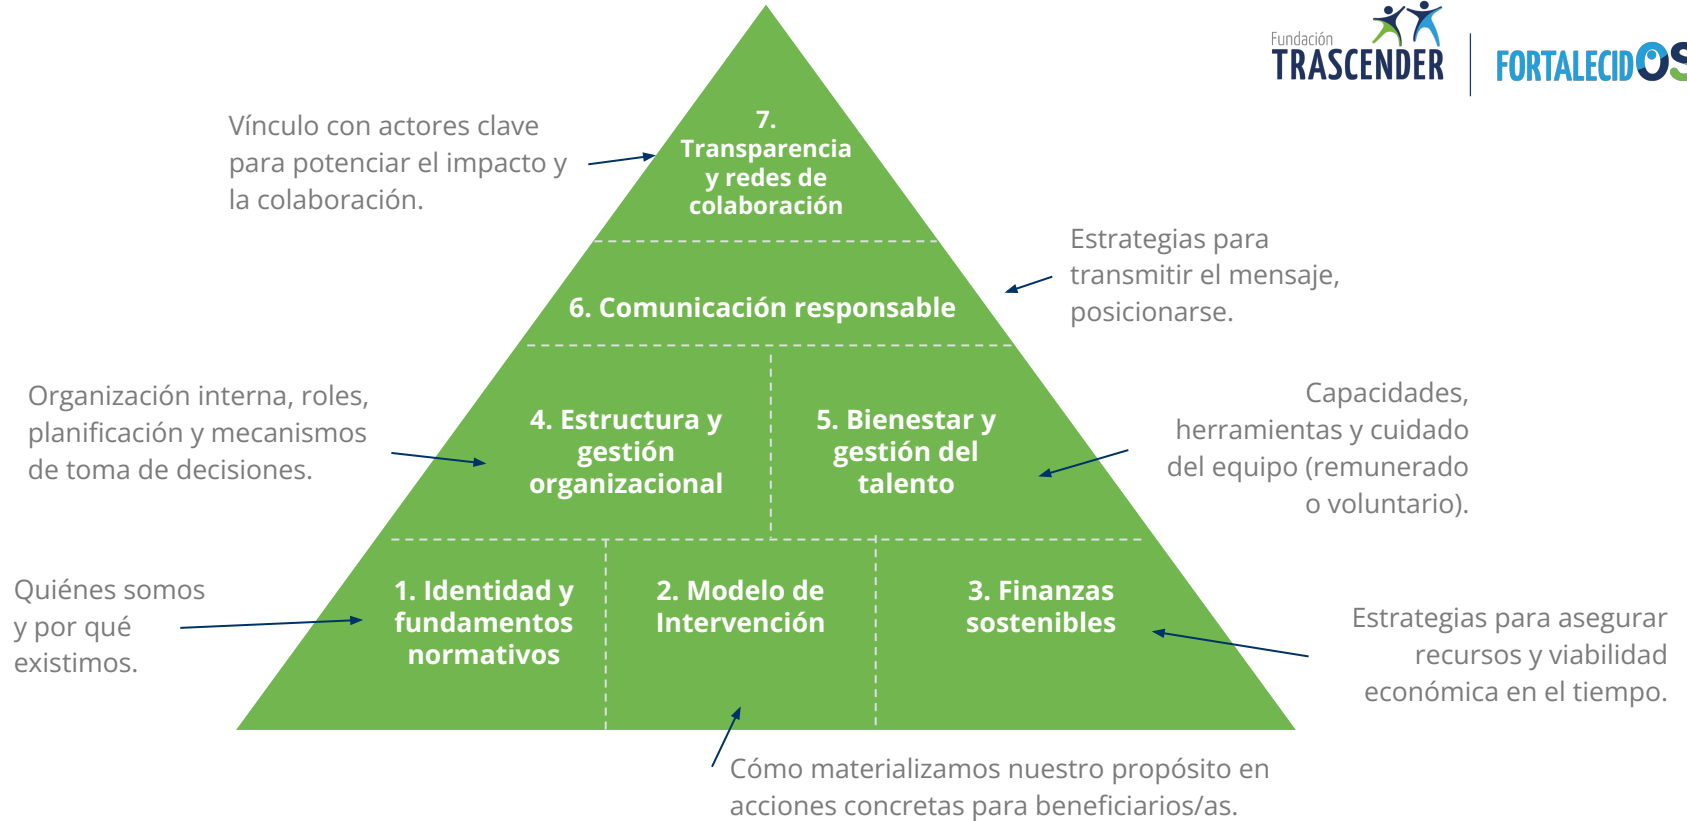 Fundación
TRASCENDER
FORTALECIDOS
Vínculo con actores clave
para potenciar el impacto y
la colaboración.
7.
Transparencia
y redes de
colaboración
Estrategias para
transmitir el mensaje,
posicionarse.
6. Comunicación responsable
Organización interna, roles,
planificación y mecanismos
de toma de decisiones.
4. Estructura y
gestión
organizacional
5. Bienestar y
gestión del
talento
Capacidades,
herramientas y cuidado
del equipo (remunerado
o voluntario).
Quiénes somos
y por qué
existimos.
1. Identidad y
fundamentos
normativos
2. Modelo de
Intervención
3. Finanzas
sostenibles
Estrategias para asegurar
recursos y viabilidad
económica en el tiempo.
Cómo materializamos nuestro propósito en
acciones concretas para beneficiarios/as.